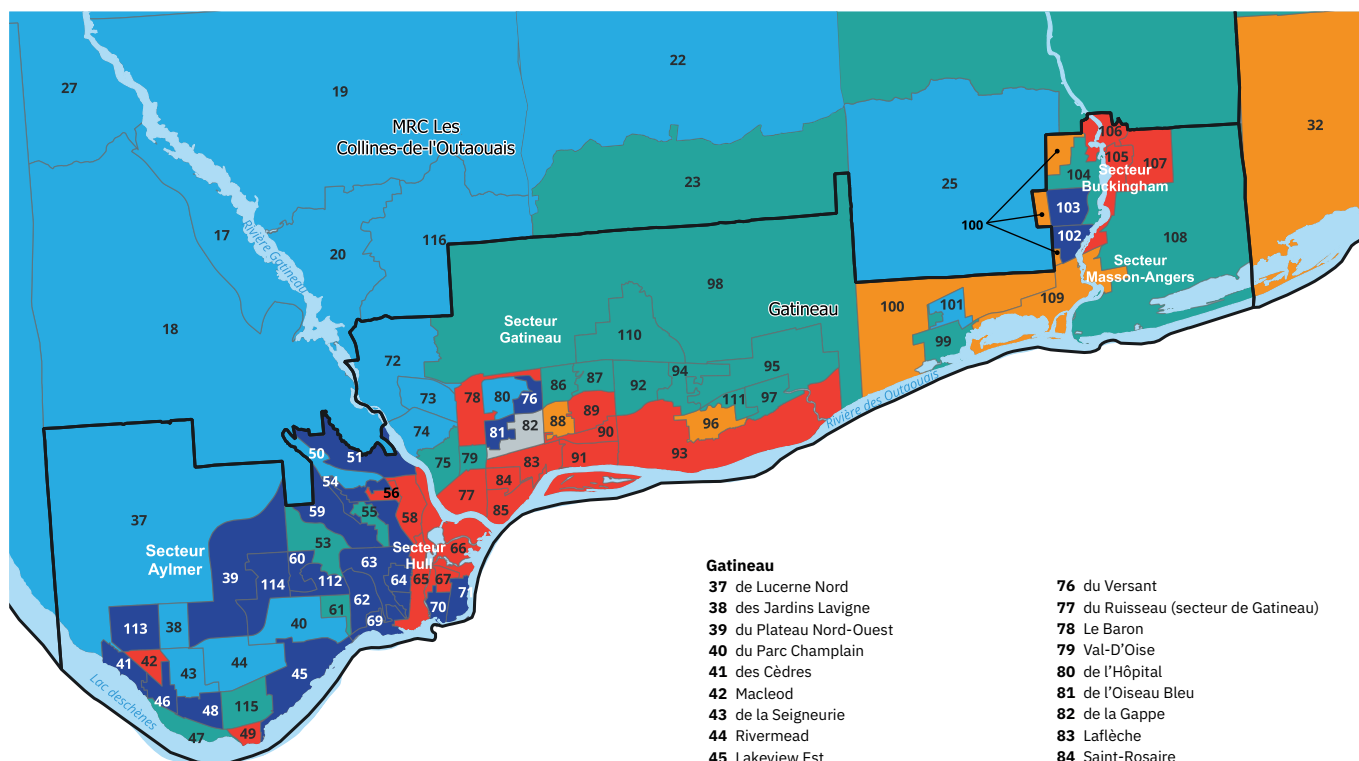 27
19
22
MRC Les
Collines-de-l'Outaouais
32
106
105
107
104
Secteur
Buckingham
23
25
103
100
102
108
17
Rivière Gatineau
20
116
Secteur
Masson-Angers
98
Gatineau
100
101
109
99
18
Secteur
Gatineau
110
72
94
95
86
87
92
73
78
80
76
111
97
89
88
96
82
81
90
74
Rivière des Outaouais
75
79
83
91
93
50
51
54
84
77
85
56
59
55
58
37
53
Secteur
Aylmer
Secteur
Hull
66
60
63
39
114
112
64
65
67
62
70
61
69
113
38
40
41
42
43
44
45
46
48
115
47
49
Lac deschênes
Gatineau
37 de Lucerne Nord
38 des Jardins Lavigne
39 du Plateau Nord-Ouest
40 du Parc Champlain
41 des Cèdres
42 Macleod
43 de la Seigneurie
44 Rivermead
45 Lakeview Est
76 du Versant
77 du Ruisseau (secteur de Gatineau)
78 Le Baron
79 Val-D’Oise
80 de l’Hôpital
81 de l’Oiseau Bleu
82 de la Gappe
83 Laflèche
84 Saint-Rosaire